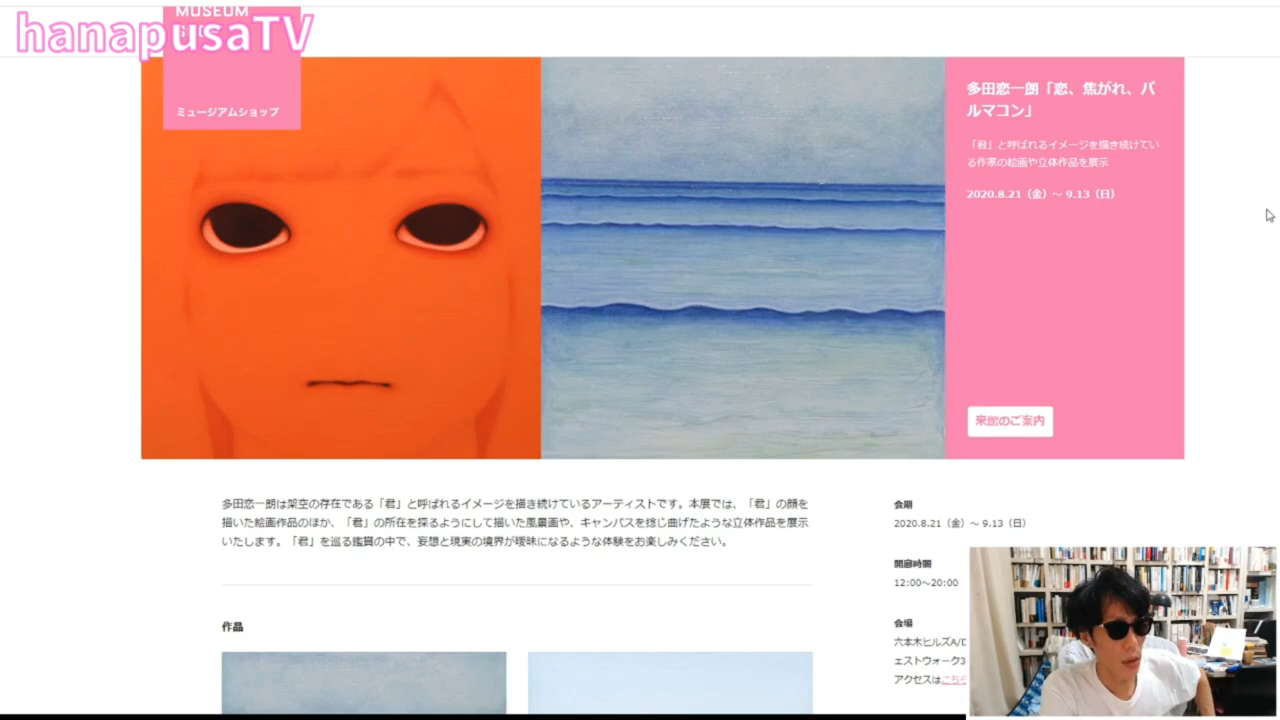 MUSEUM
hanapusaTV
ミュージアムショップ
多田恋一朗「恋、焦がれ、バ
ルマコン」
「君」と呼ばれるイメージを描き続けてい
る作家の絵画や立体作品を展示
2020.8.21（金）〜 9.13（日）
来館のご案内
多田恋一朗は架空の存在である「君」と呼ばれるイメージを描き続けているアーティストです。本展では、「君」の顔を
描いた絵画作品のほか、「君」の所在を探るようにして描いた風景画や、キャンバスを捻じ曲げたような立体作品を展示
いたします。「君」を巡る鑑賞の中で、妄想と現実の境界が曖昧になるような体験をお楽しみください。
作品
会期
2020.8.21（金）〜 9.13（日）
開廊時間
12:00〜20:00
会場
六本木ヒルズA/D
ェストウォーク3
アクセスはこちら